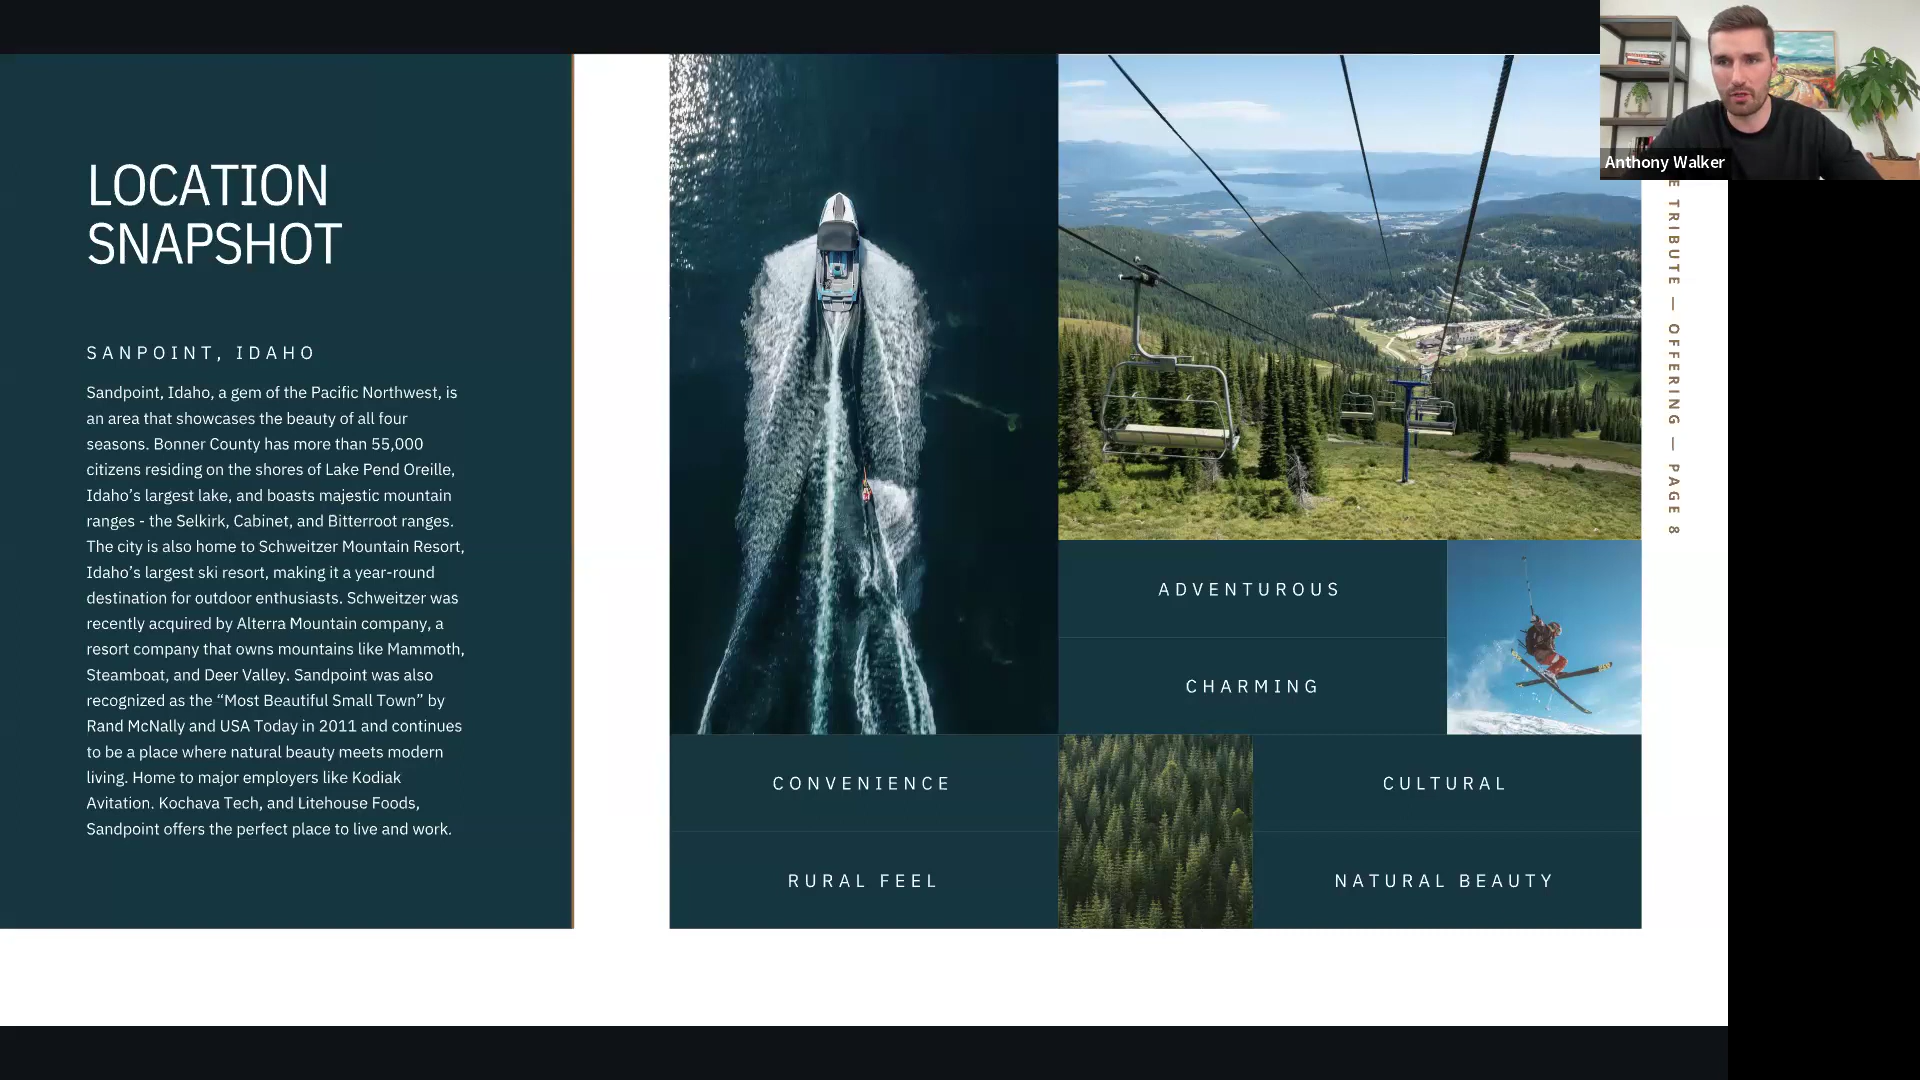 LOCATION
SNAPSHOT
SANPOINT, IDAHO
Sandpoint, Idaho, a gem of the Pacific Northwest, is
an area that showcases the beauty of all four
seasons. Bonner County has more than 55,000
citizens residing on the shores of Lake Pend Oreille,
Idaho’s largest lake, and boasts majestic mountain
ranges - the Selkirk, Cabinet, and Bitterroot ranges.
The city is also home to Schweitzer Mountain Resort,
Idaho’s largest ski resort, making it a year-round
destination for outdoor enthusiasts. Schweitzer was
recently acquired by Alterra Mountain company, a
resort company that owns mountains like Mammoth,
Steamboat, and Deer Valley. Sandpoint was also
recognized as the “Most Beautiful Small Town” by
Rand McNally and USA Today in 2011 and continues
to be a place where natural beauty meets modern
living. Home to major employers like Kodiak
Avitation. Kochava Tech, and Litehouse Foods,
Sandpoint offers the perfect place to live and work.
ADVENTUROUS
CHARMING
CONVENIENCE
CULTURAL
RURAL FEEL
NATURAL BEAUTY
TRIBUTE — OFFERING — PAGE 8
Anthony Walker